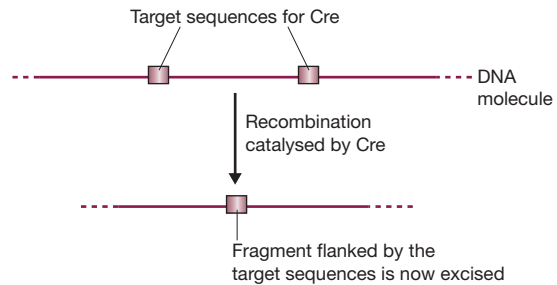 Target sequences for Cre
DNA
molecule
Recombination
catalysed by Cre
Fragment flanked by the
target sequences is now excised